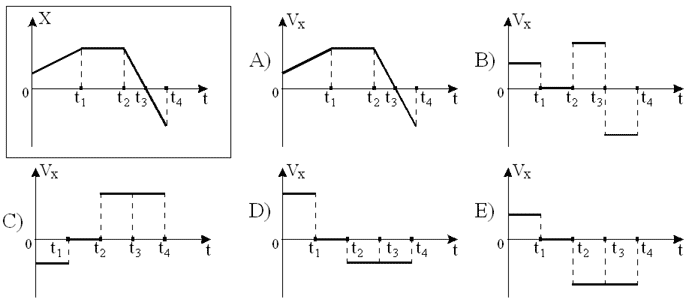 X
0
t₁ t₂ t₃ t₄ t
A)
Vₓ
0
t₁ t₂ t₃ t₄ t
B)
Vₓ
0
t₁ t₂ t₃ t₄ t
C)
Vₓ
0
t₁ t₂ t₃ t₄ t
D)
Vₓ
0
t₁ t₂ t₃ t₄ t
E)
Vₓ
0
t₁ t₂ t₃ t₄ t